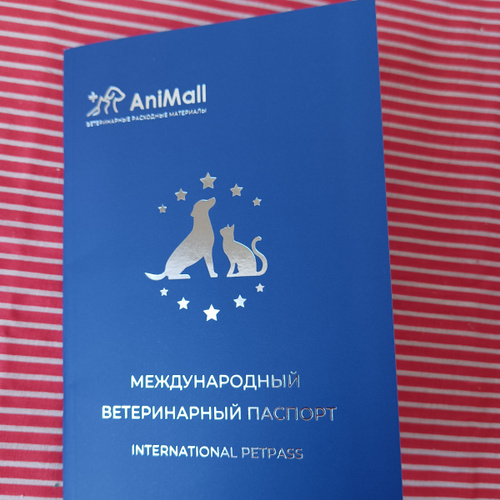 AniMall
ВЕТЕРИНАРНЫЕ РАСХОДНЫЕ МАТЕРИАЛЫ
МЕЖДУНАРОДНЫЙ
ВЕТЕРИНАРНЫЙ ПАСПОРТ
INTERNATIONAL PETPASS